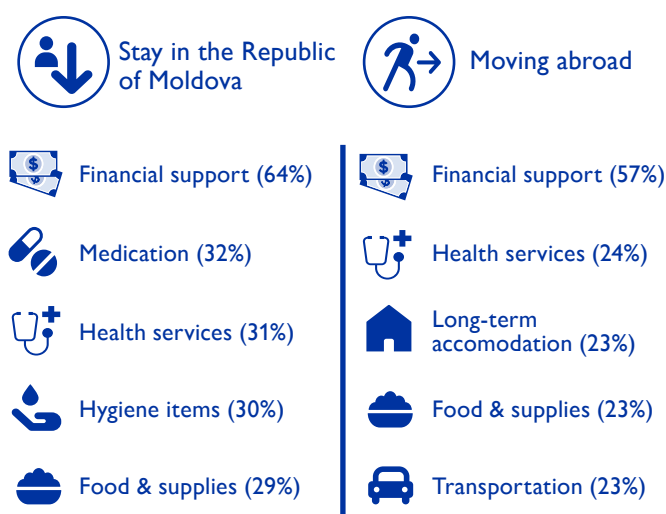 Stay in the Republic
of Moldova
Financial support (64%)
Medication (32%)
Health services (31%)
Hygiene items (30%)
Food & supplies (29%)
Moving abroad
Financial support (57%)
Health services (24%)
Long-term
accomodation (23%)
Food & supplies (23%)
Transportation (23%)